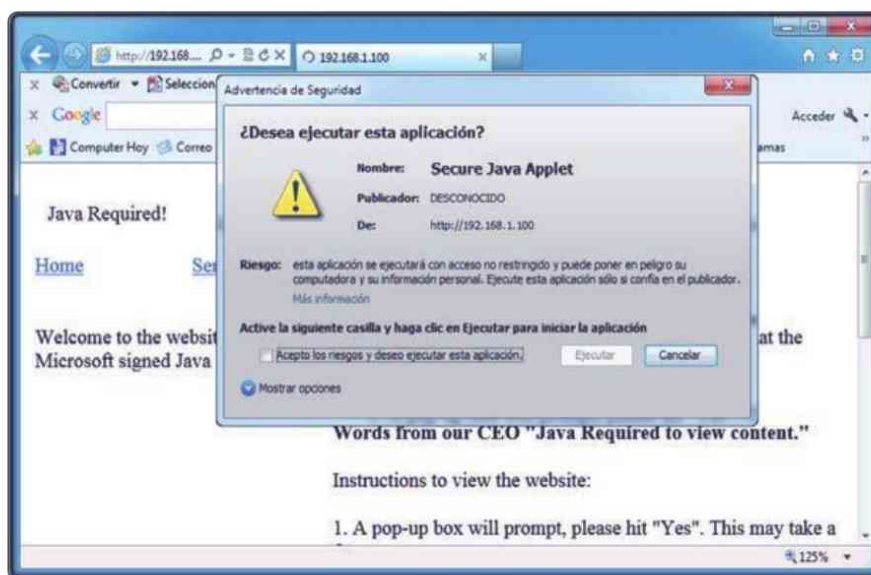 http://192.168....
192.168.1.100
Convertir
Seleccion
Advertencia de Seguridad
Google
Acceder
Computer Hoy
Correo
amas
¿Desea ejecutar esta aplicación?
Nombre: Secure Java Applet
Publicador: DESCONOCIDO
De: http://192.168.1.100
Java Required!
Home
Ser
Riesgo: esta aplicación se ejecutará con acceso no restringido y puede poner en peligro su
computadora y su información personal. Ejecute esta aplicación sólo si confía en el publicador.
Más información
Active la siguiente casilla y haga clic en Ejecutar para iniciar la aplicación
Acepto los riesgos y deseo ejecutar esta aplicación.
Ejecutar
Cancelar
Mostrar opciones
Welcome to the websit
at the
Microsoft signed Java
Words from our CEO "Java Required to view content."
Instructions to view the website:
1. A pop-up box will prompt, please hit "Yes". This may take a
125%